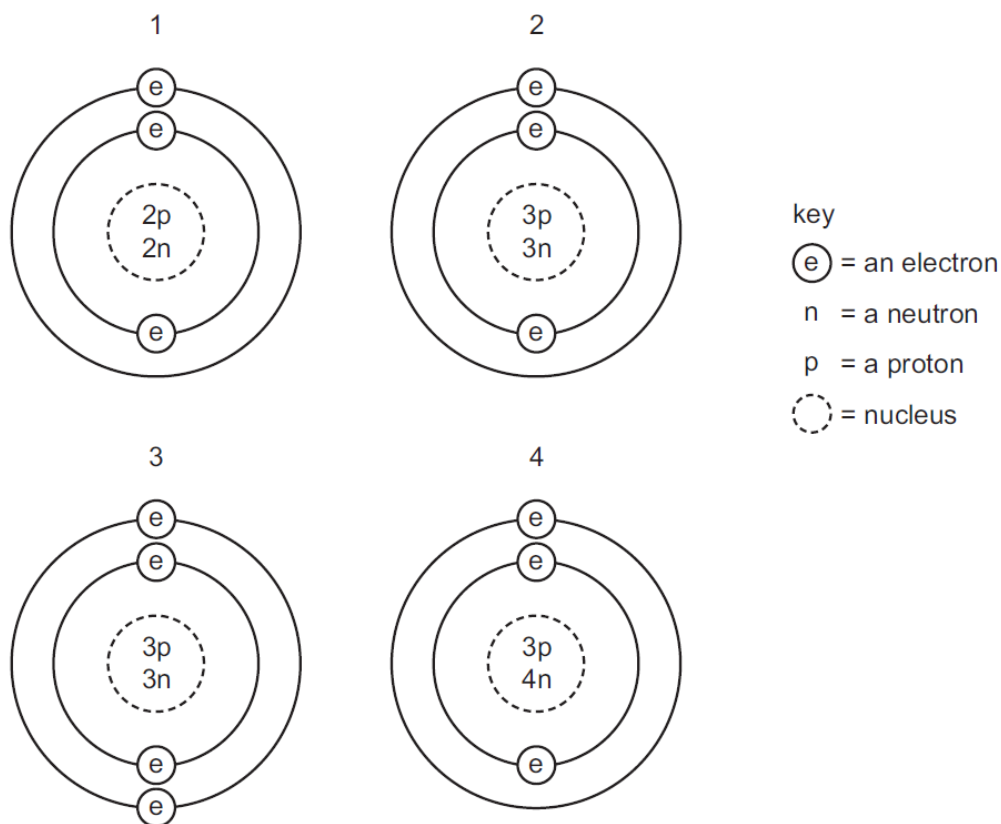 1
2
e
e
e
e
2p
2n
3p
3n
e
e
key
e = an electron
n = a neutron
p = a proton
= nucleus
3
4
e
e
e
e
3p
3n
3p
4n
e
e
e